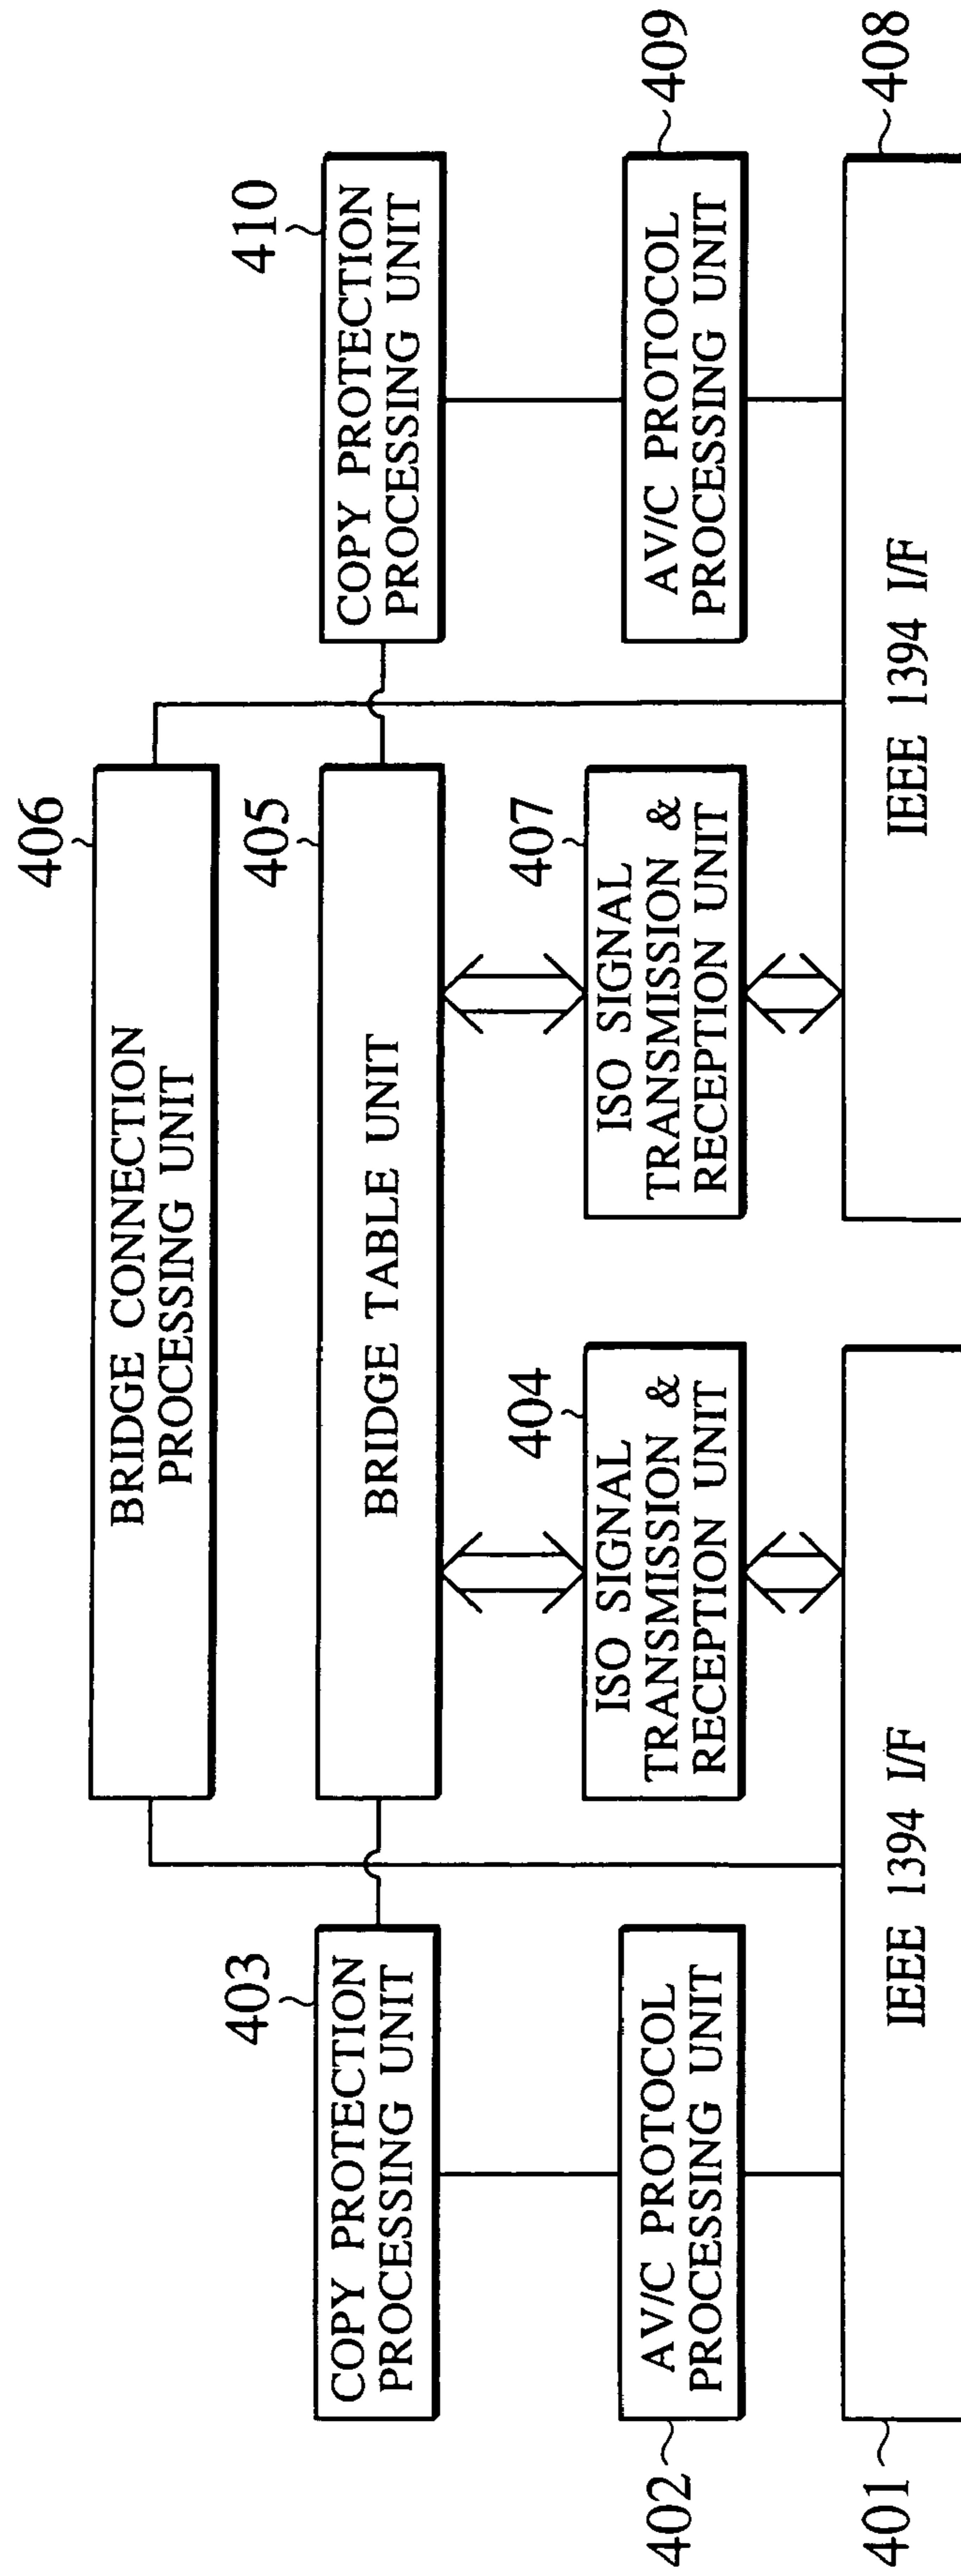 406
BRIDGE CONNECTION
PROCESSING UNIT
403
COPY PROTECTION
PROCESSING UNIT
405
BRIDGE TABLE UNIT
410
COPY PROTECTION
PROCESSING UNIT
402
AV/C PROTOCOL
PROCESSING UNIT
404
ISO SIGNAL
TRANSMISSION &
RECEPTION UNIT
407
ISO SIGNAL
TRANSMISSION &
RECEPTION UNIT
AV/C PROTOCOL
PROCESSING UNIT
409
401
IEEE 1394 I/F
IEEE 1394 I/F
408